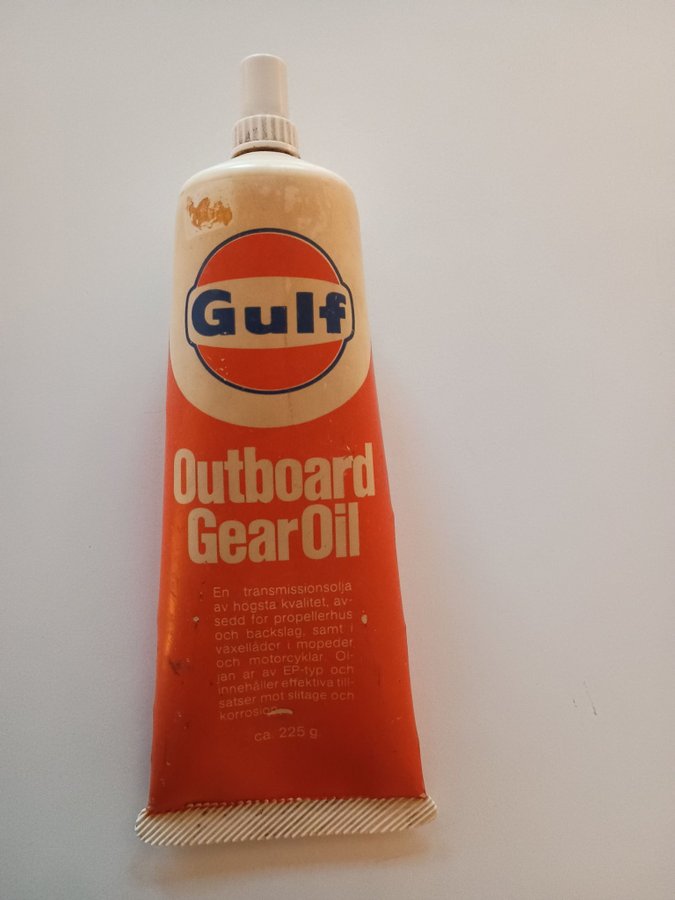 Gulf
Outboard
Gear Oil
En transmissionsolja
av högsta kvalitet, av-
sedd för propellerhus
och backslag, samt i
växellådor i mopeder
och motorcyklar. Ol-
jan är av EP-typ och
innehåller effektiva till-
satser mot slitage och
korrosion.
ca. 225 g.